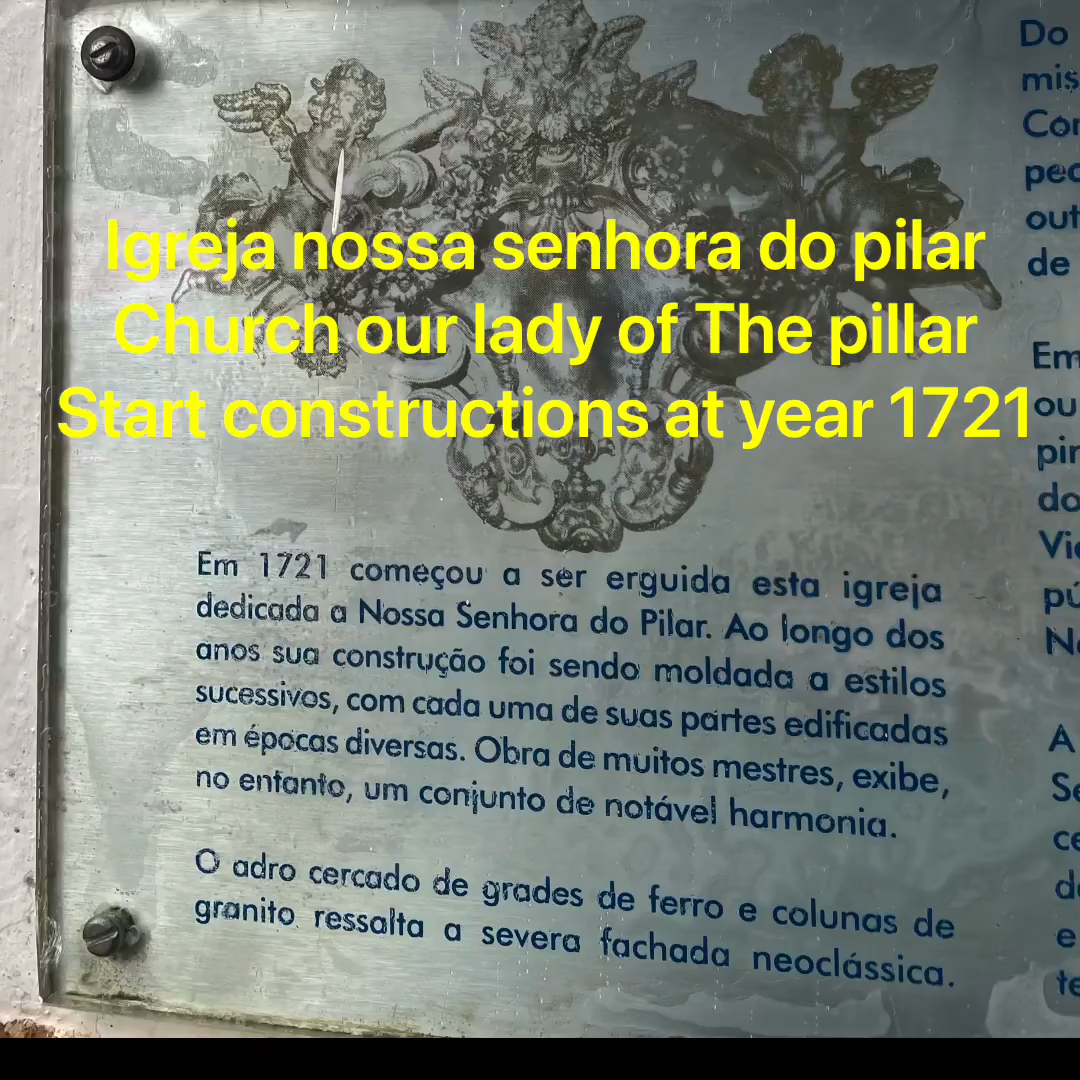 Igreja nossa senhora do pilar
Church our lady of The pillar
Start constructions at year 1721
Em 1721 começou a ser erguida esta igreja
dedicada a Nossa Senhora do Pilar. Ao longo dos
anos sua construção foi sendo moldada a estilos
sucessivos, com cada uma de suas partes edificadas
em épocas diversas. Obra de muitos mestres, exibe,
no entanto, um conjunto de notável harmonia.
O adro cercado de grades de ferro e colunas de
granito ressalta a severa fachada neoclássica.
Do
de
Em
A
e